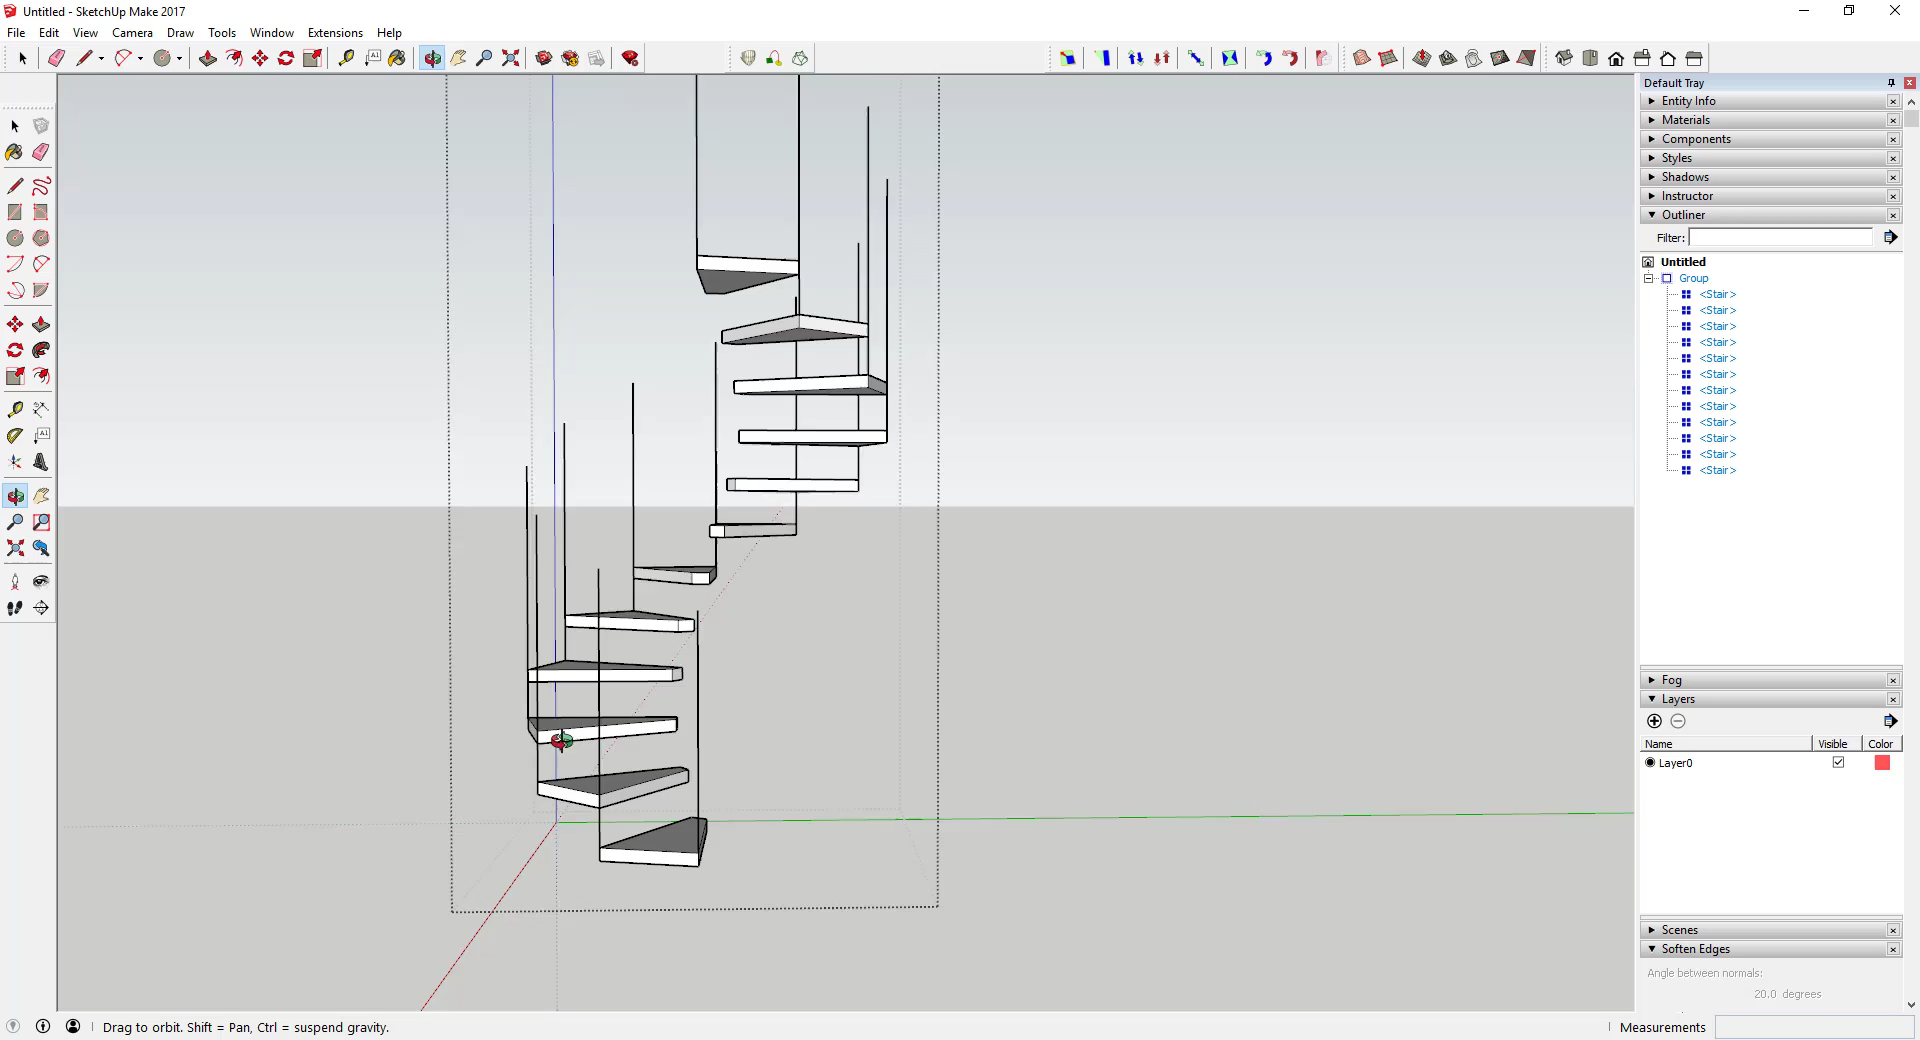 Untitled - SketchUp Make 2017
File Edit View Camera Draw Tools Window Extensions Help
A1
Default Tray
Entity Info
Materials
Components
Styles
Shadows
Instructor
Outliner
Filter:
Untitled
Group
<Stair>
<Stair>
<Stair>
<Stair>
<Stair>
<Stair>
<Stair>
<Stair>
<Stair>
<Stair>
<Stair>
<Stair>
A1
Fog
Layers
Name Visible Color
Layer0
Scenes
Soften Edges
Angle between normals:
20.0 degrees
Drag to orbit. Shift = Pan, Ctrl = suspend gravity.
Measurements